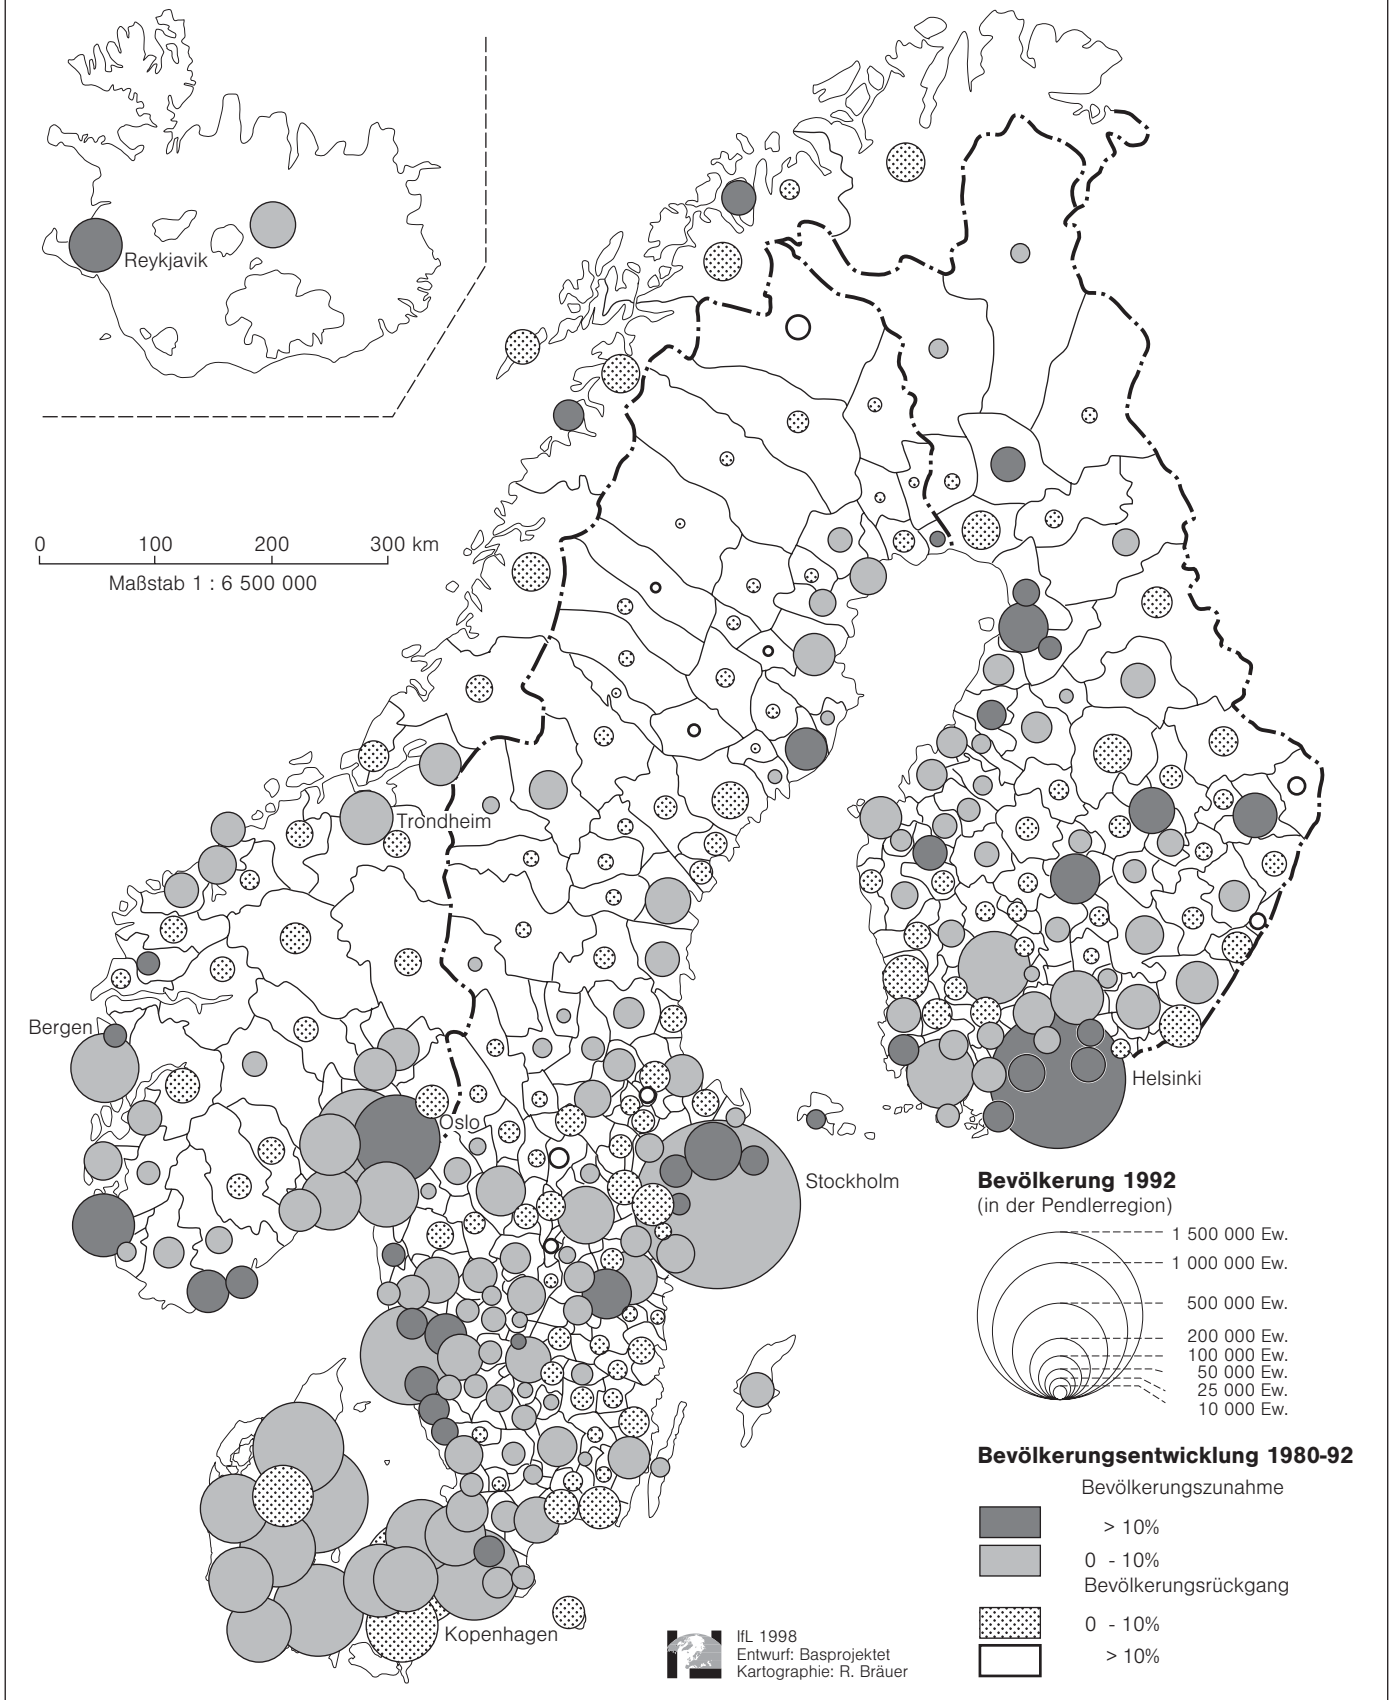 Reykjavik
0 100 200 300 km
Maßstab 1 : 6 500 000
Trondheim
Bergen
Oslo
Helsinki
Stockholm
Kopenhagen
Bevölkerung 1992
(in der Pendlerregion)
1 500 000 Ew.
1 000 000 Ew.
500 000 Ew.
200 000 Ew.
100 000 Ew.
50 000 Ew.
25 000 Ew.
10 000 Ew.
Bevölkerungsentwicklung 1980-92
Bevölkerungszunahme
> 10%
0 - 10%
Bevölkerungsrückgang
0 - 10%
> 10%
IfL 1998
Entwurf: Basprojektet
Kartographie: R. Bräuer